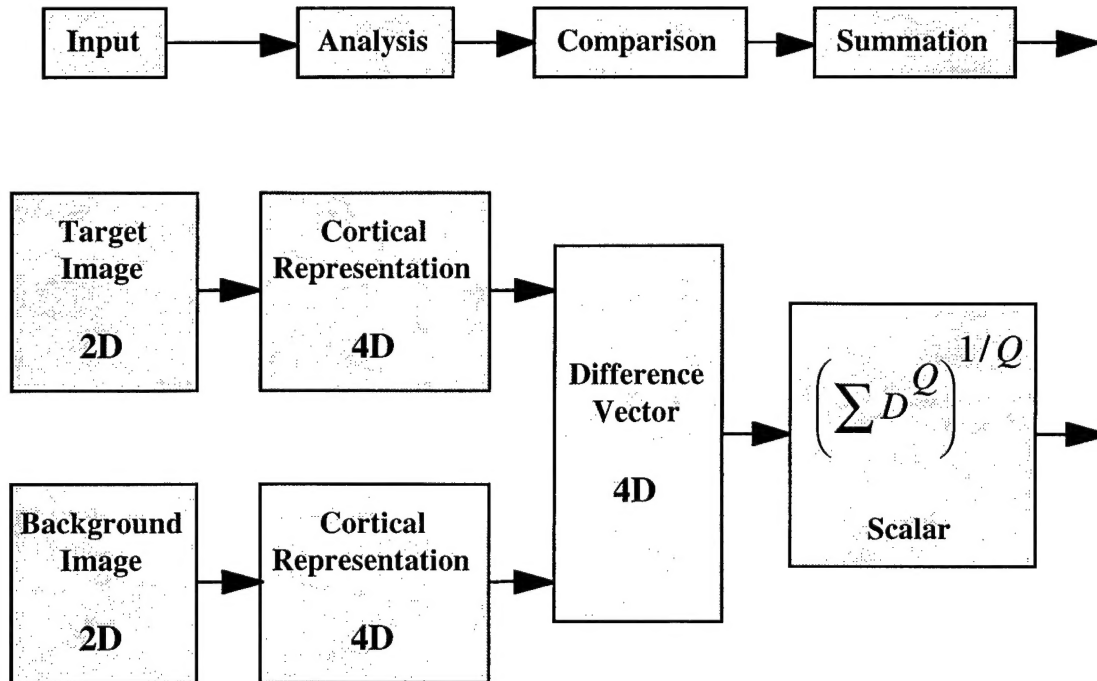 Input
Analysis
Comparison
Summation
Target
Image
2D
Cortical
Representation
4D
Difference
Vector
4D
(∑ D^Q)^{1/Q}
Scalar
Background
Image
2D
Cortical
Representation
4D